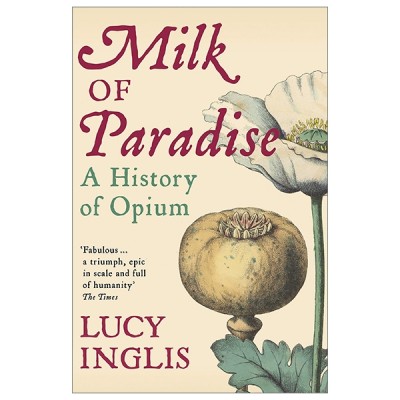 Milk
OF
Paradise
A History
of Opium
‘Fabulous ...
a triumph, epic
in scale and full
of humanity’
The Times
LUCY
INGLIS